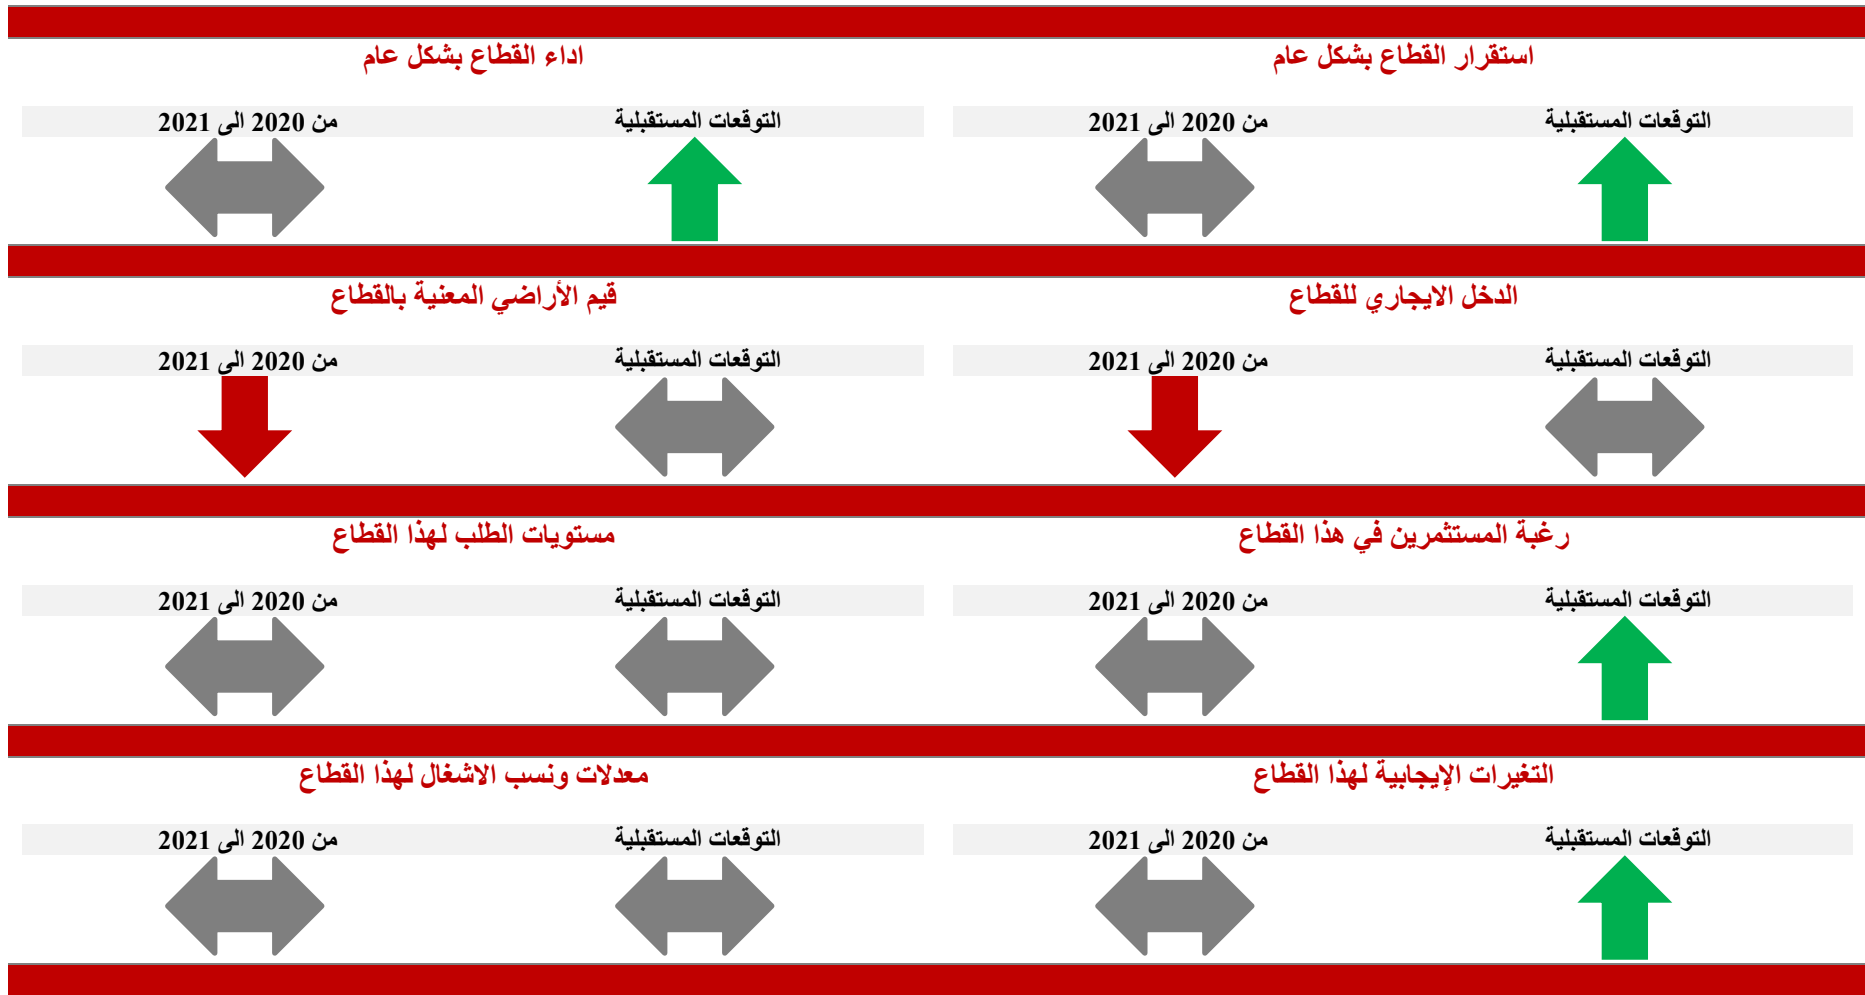 استقرار القطاع بشكل عام
اداء القطاع بشكل عام
التوقعات المستقبلية
من 2020 الى 2021
التوقعات المستقبلية
من 2020 الى 2021
الدخل الايجاري للقطاع
قيم الأراضي المعنية بالقطاع
التوقعات المستقبلية
من 2020 الى 2021
التوقعات المستقبلية
من 2020 الى 2021
رغبة المستثمرين في هذا القطاع
مستويات الطلب لهذا القطاع
التوقعات المستقبلية
من 2020 الى 2021
التوقعات المستقبلية
من 2020 الى 2021
التغيرات الإيجابية لهذا القطاع
معدلات ونسب الاشغال لهذا القطاع
التوقعات المستقبلية
من 2020 الى 2021
التوقعات المستقبلية
من 2020 الى 2021